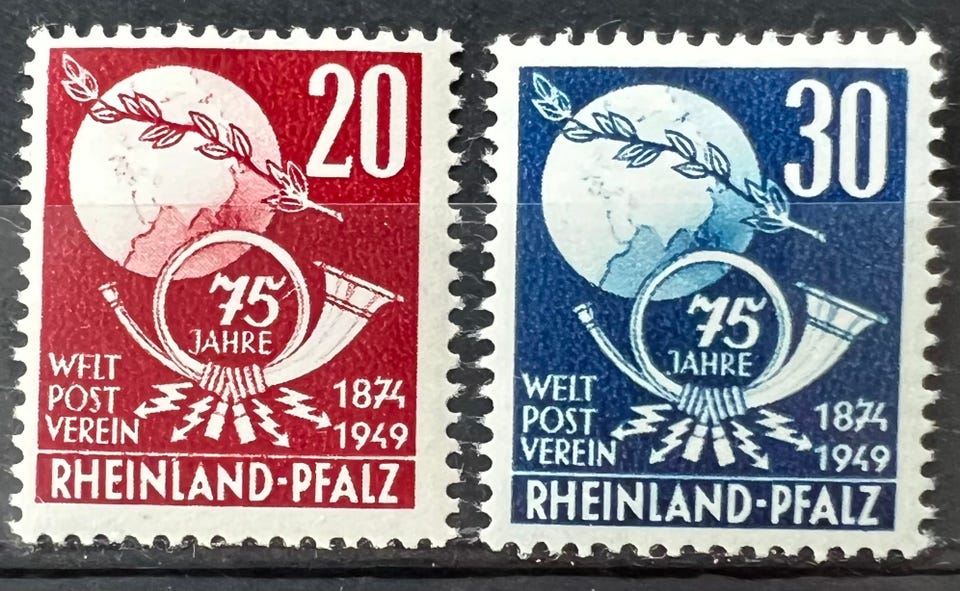 20
75
JAHRE
WELT
POST
VEREIN
1874
1949
RHEINLAND-PFALZ
30
75
JAHRE
WELT
POST
VEREIN
1874
1949
RHEINLAND-PFALZ